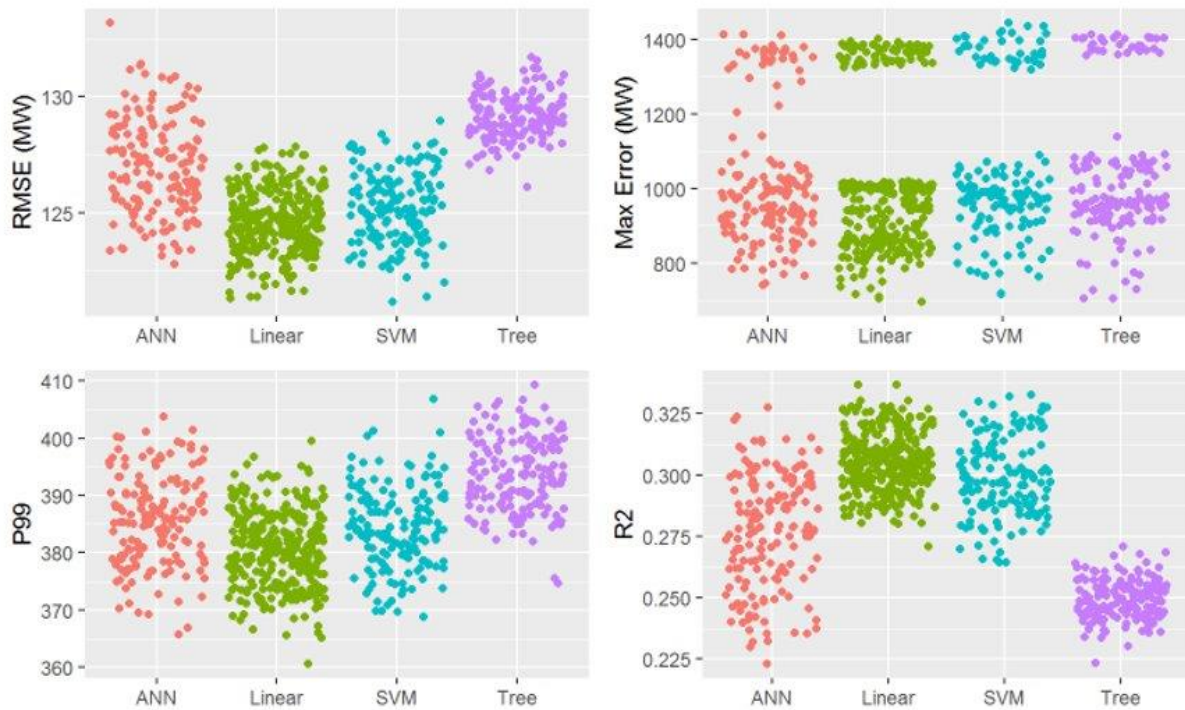 RMSE (MW)
130
125
ANN Linear SVM Tree
Max Error (MW)
1400
1200
1000
800
ANN Linear SVM Tree
P99
410
400
390
380
370
360
ANN Linear SVM Tree
R2
0.325
0.300
0.275
0.250
0.225
ANN Linear SVM Tree